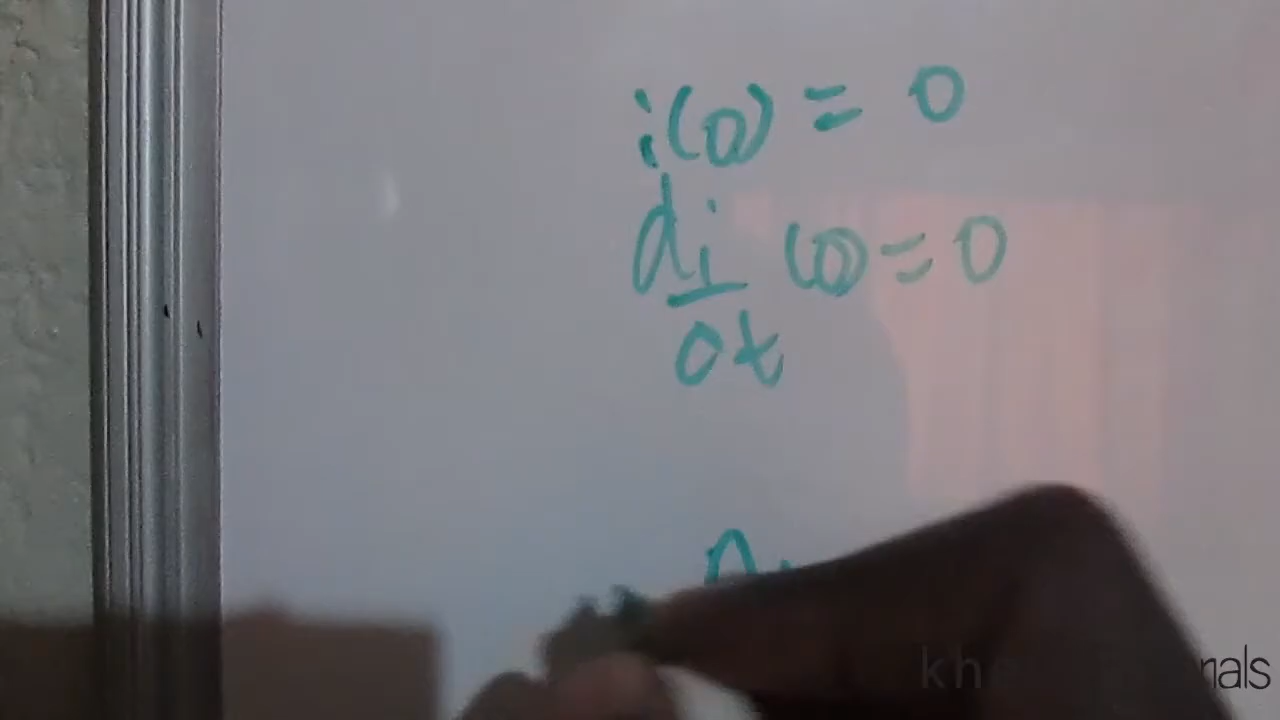 i(0) = 0
di (0) = 0
dt